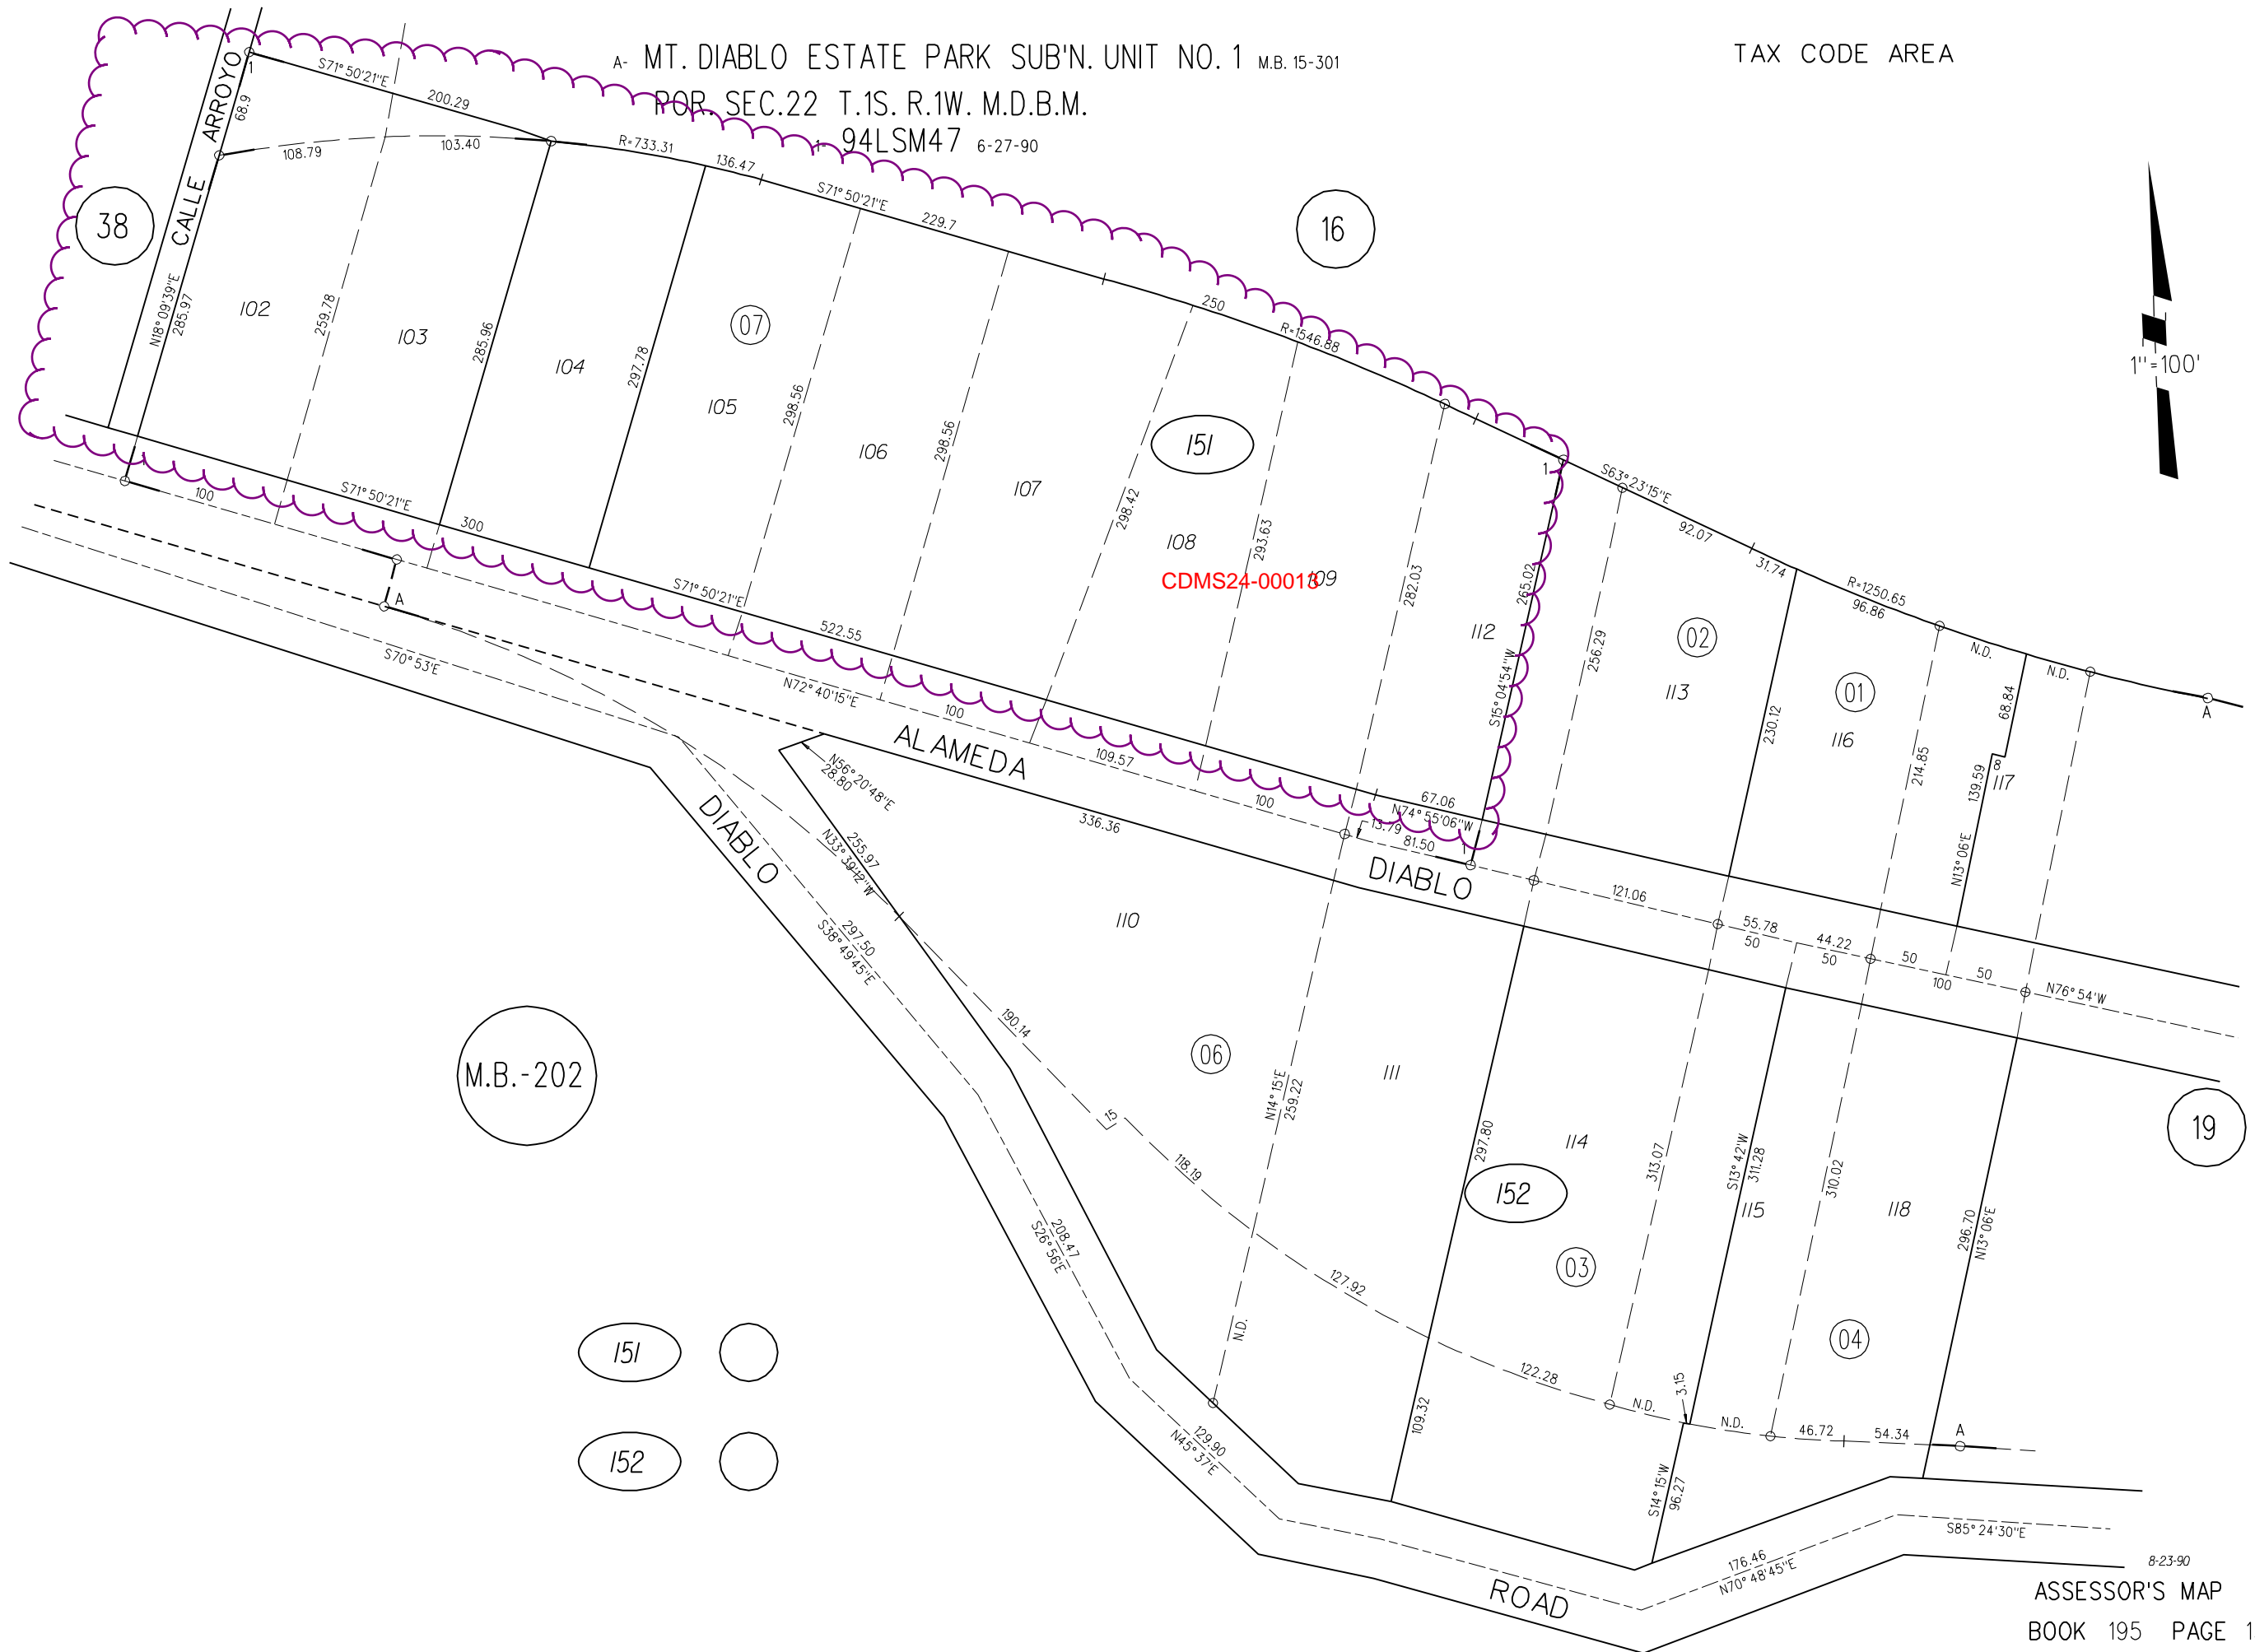 A- MT. DIABLO ESTATE PARK SUB'N. UNIT NO. 1 M.B. 15-301
POR. SEC.22 T.1S. R.1W. M.D.B.M.
1- 94LSM47 6-27-90
TAX CODE AREA
1"=100'
38
16
CALLE ARROYO
1
68.9
S71°50'21"E
200.29
108.79
103.40
R=733.31
136.47
S71°50'21"E
229.7
250
R=1546.88
N18°09'39"E
285.97
102
259.78
103
285.96
104
297.78
07
105
298.56
106
298.56
107
298.42
151
108
293.63
109
CDMS24-00013
282.03
112
265.02
S15°04'54"W
1
S63°23'15"E
92.07
31.74
256.29
02
113
230.12
R=1250.65
96.86
01
116
214.85
N.D.
N.D.
68.84
8
117
139.59
N13°06'E
A
100
S71°50'21"E
300
S71°50'21"E
522.55
A
S70°53'E
N72°40'15"E
100
109.57
100
67.06
N74°55'06"W
13.79
81.50
1
ALAMEDA
DIABLO
336.36
N56°20'48"E
28.80
255.97
N33°39'12"W
DIABLO
297.50
S38°49'45"E
121.06
55.78
50
44.22
50
50
50
100
N76°54'W
110
06
190.14
15
N14°15'E
259.22
111
297.80
114
152
313.07
S13°42'W
311.28
115
310.02
118
296.70
N13°06'E
19
M.B.-202
118.19
127.92
03
04
208.47
S26°56'E
N.D.
122.28
N.D.
3.15
N.D.
46.72
54.34
A
109.32
129.90
N45°37'E
S14°15'W
96.27
151
152
176.46
N70°48'45"E
S85°24'30"E
ROAD
8-23-90
ASSESSOR'S MAP
BOOK 195 PAGE 1